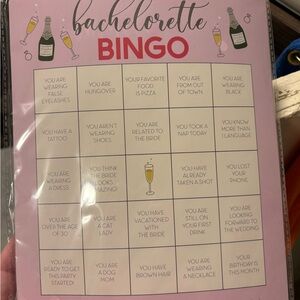 bachelorette
BINGO
YOU ARE
WEARING
FALSE
EYELASHES
YOU ARE
HUNGOVER
YOUR FAVORITE
FOOD
IS PIZZA
YOU ARE
FROM OUT
OF TOWN
YOU ARE
WEARING
BLACK
YOU HAVE A
TATTOO
YOU AREN'T
WEARING
SHOES
YOU ARE
RELATED TO
THE BRIDE
YOU TOOK A
NAP TODAY
YOU KNOW
MORE THAN
LANGUAGE
YOU ARE
WEARING
A DRESS
YOU THINK
THE BRIDE
LOOKS
AMAZING!
YOU HAVE
ALREADY
TAKEN A SHOT
YOU LOST
YOUR
PHONE
YOU ARE
OVER THE AGE
OF 30
YOU ARE
A CAT
LADY
YOU HAVE
VACATIONED
WITH
THE BRIDE
YOU ARE
STILL ON
YOUR FIRST
DRINK
YOU ARE
LOOKING
FORWARD TO
THE WEDDING
YOU ARE
READY TO GET
THIS PARTY
STARTED!
YOU ARE
A DOG
MOM
YOU HAVE
BROWN HAIR
YOU ARE
WEARING
A NECKLACE
YOUR
BIRTHDAY IS
THIS MONTH